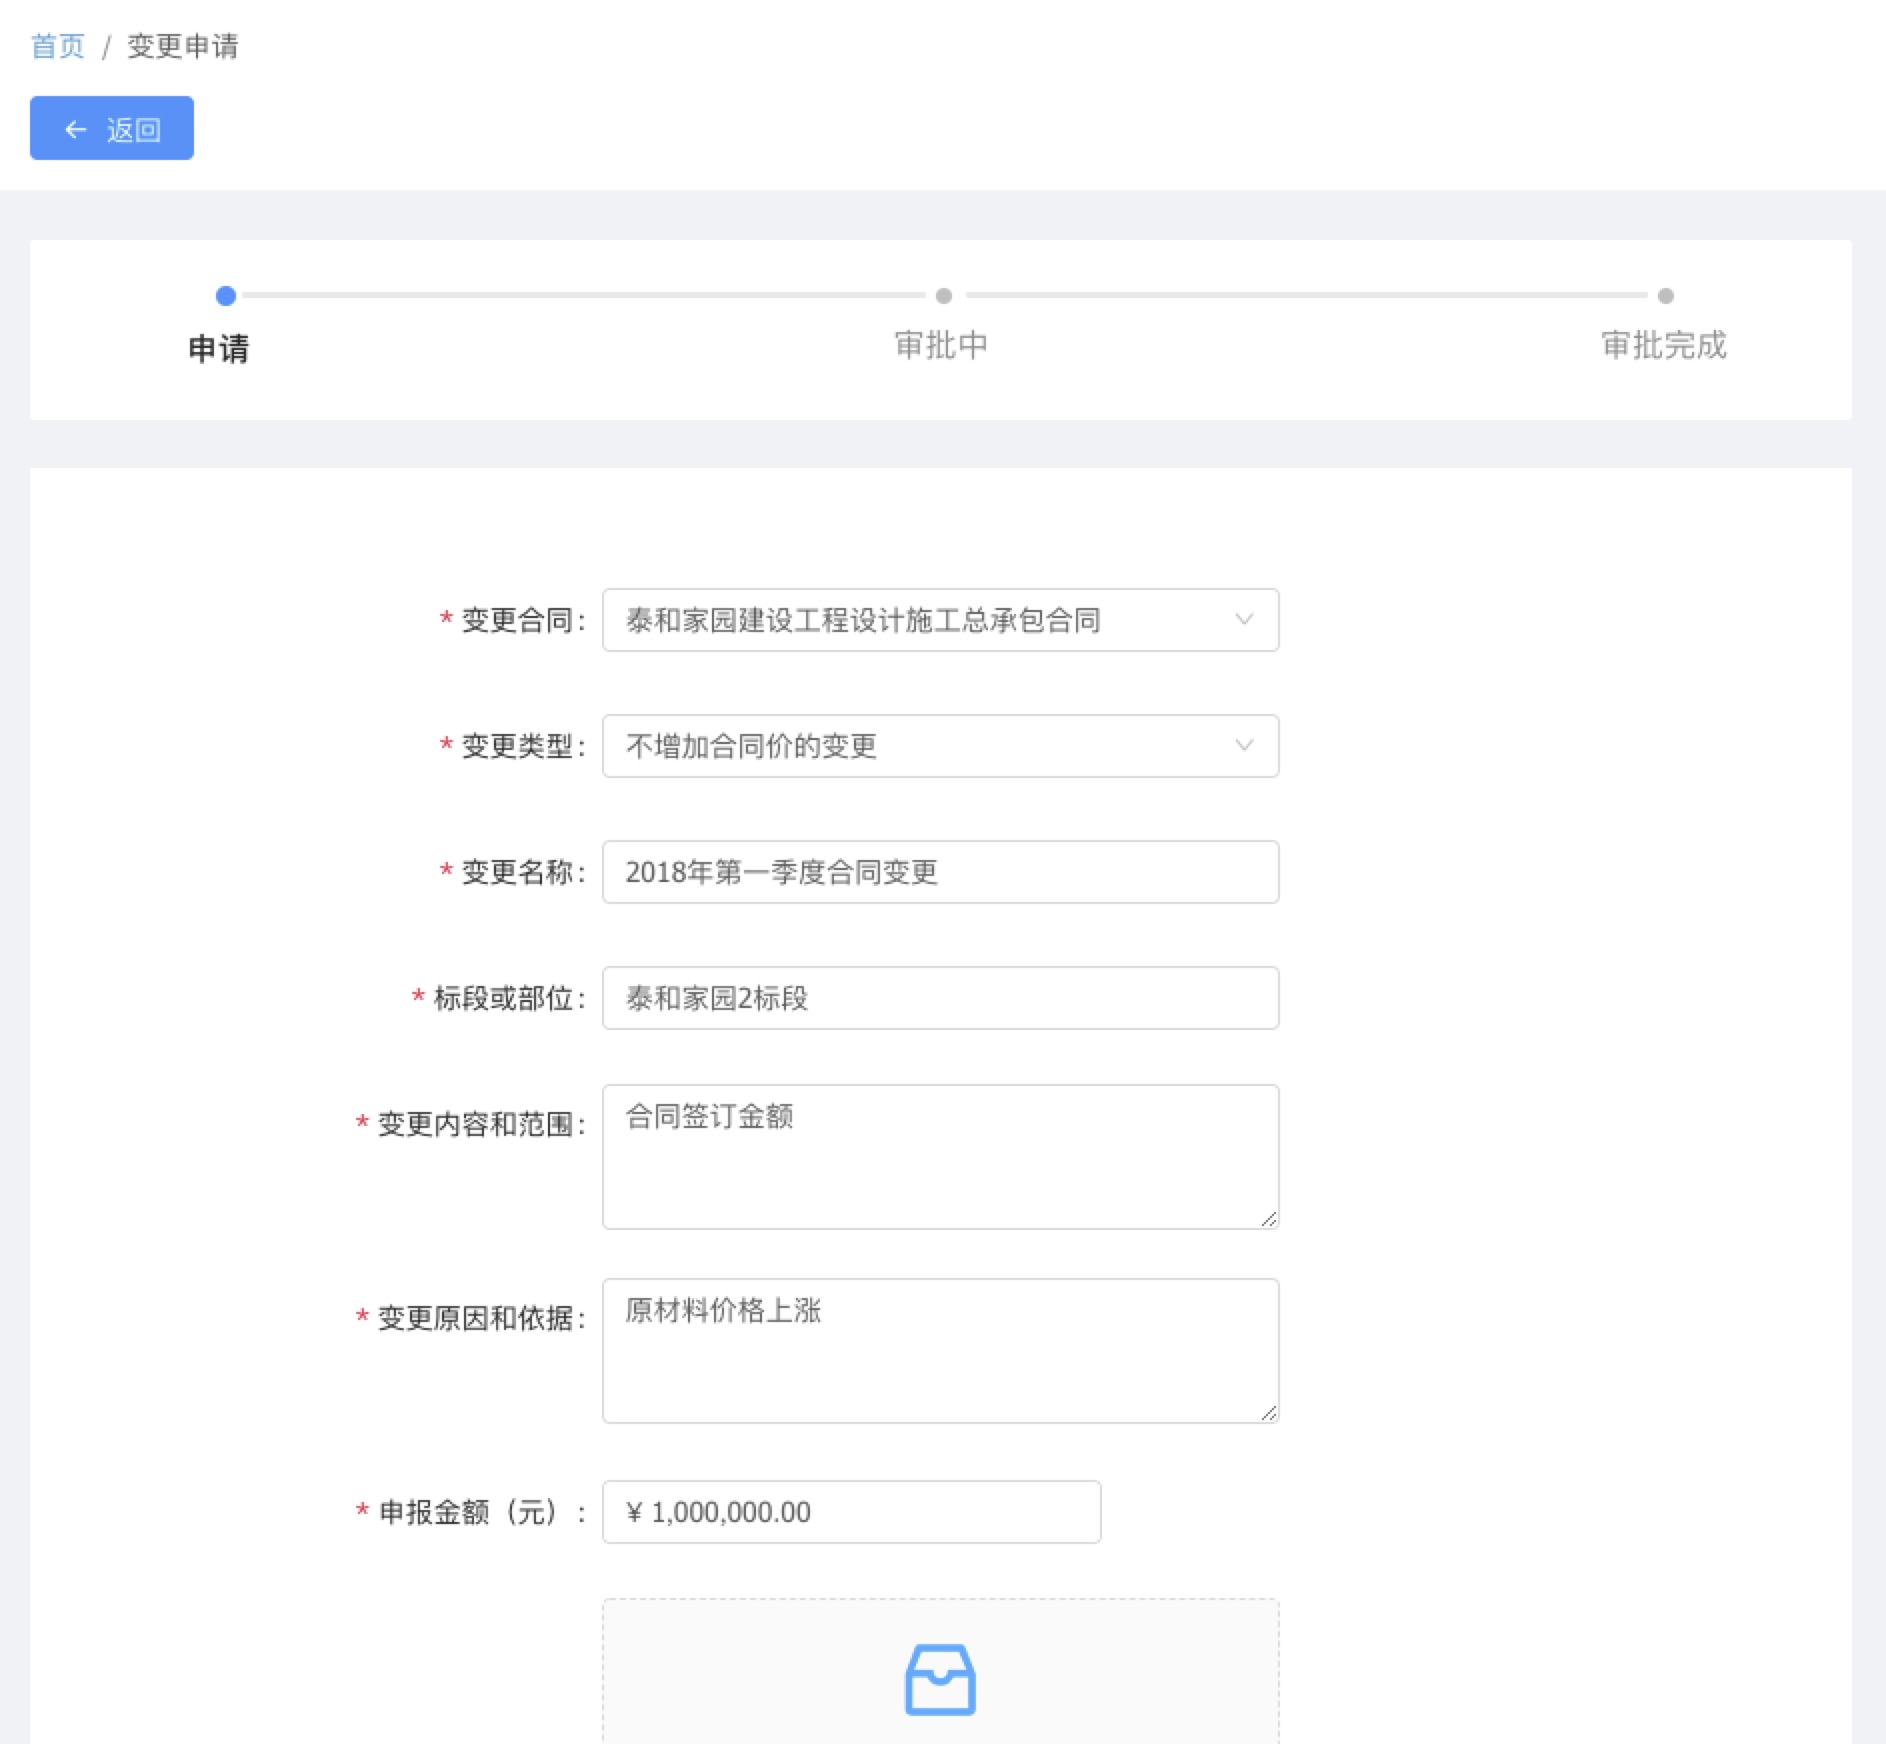 首页 / 变更申请
← 返回
申请
审批中
审批完成
* 变更合同: 泰和家园建设工程设计施工总承包合同
* 变更类型: 不增加合同价的变更
* 变更名称: 2018年第一季度合同变更
* 标段或部位: 泰和家园2标段
* 变更内容和范围: 合同签订金额
* 变更原因和依据: 原材料价格上涨
* 申报金额（元）: ¥ 1,000,000.00